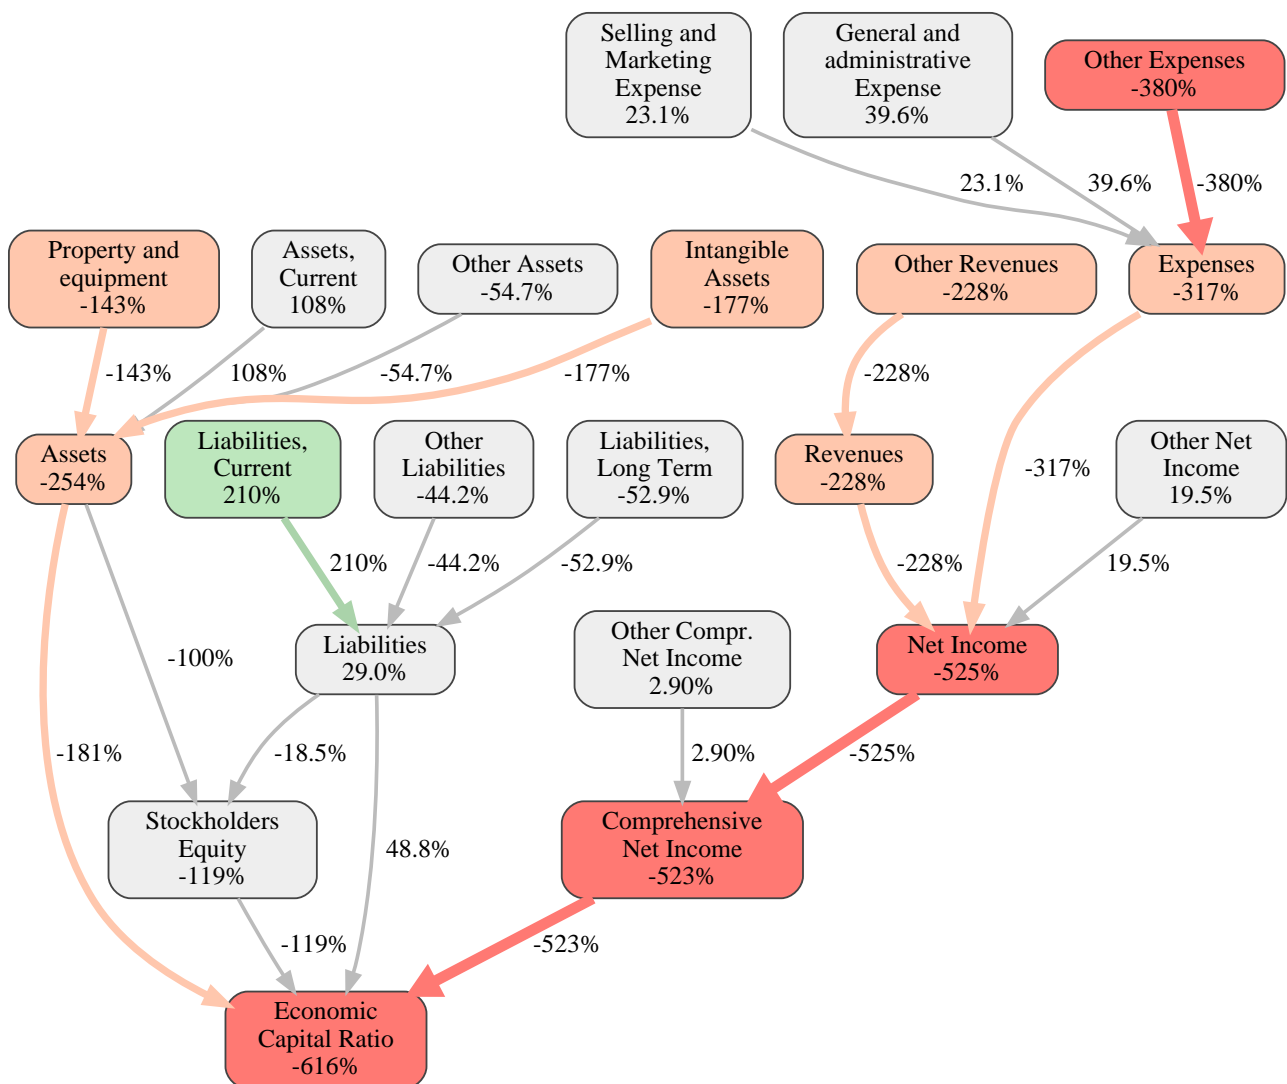 Selling and
Marketing
Expense
23.1%
General and
administrative
Expense
39.6%
Other Expenses
-380%
23.1%
39.6%
-380%
Property and
equipment
-143%
Assets,
Current
108%
Other Assets
-54.7%
Intangible
Assets
-177%
Other Revenues
-228%
Expenses
-317%
-143%
108%
-54.7%
-177%
-228%
-317%
Assets
-254%
Liabilities,
Current
210%
Other
Liabilities
-44.2%
Liabilities,
Long Term
-52.9%
Revenues
-228%
Other Net
Income
19.5%
210%
-44.2%
-52.9%
-228%
19.5%
-100%
Liabilities
29.0%
Other Compr.
Net Income
2.90%
Net Income
-525%
-181%
-18.5%
2.90%
-525%
Stockholders
Equity
-119%
48.8%
Comprehensive
Net Income
-523%
-119%
-523%
Economic
Capital Ratio
-616%